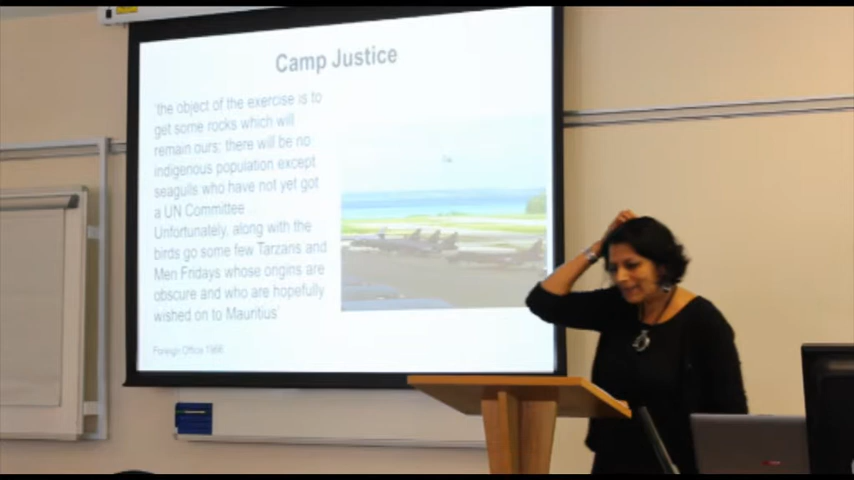 Camp Justice
'the object of the exercise is to
get some rocks which will
remain ours; there will be no
indigenous population except
seagulls who have not yet got
a UN Committee
Unfortunately, along with the
birds go some few Tarzans and
Men Fridays whose origins are
obscure and who are hopefully
wished on to Mauritius'
Foreign Office 1966